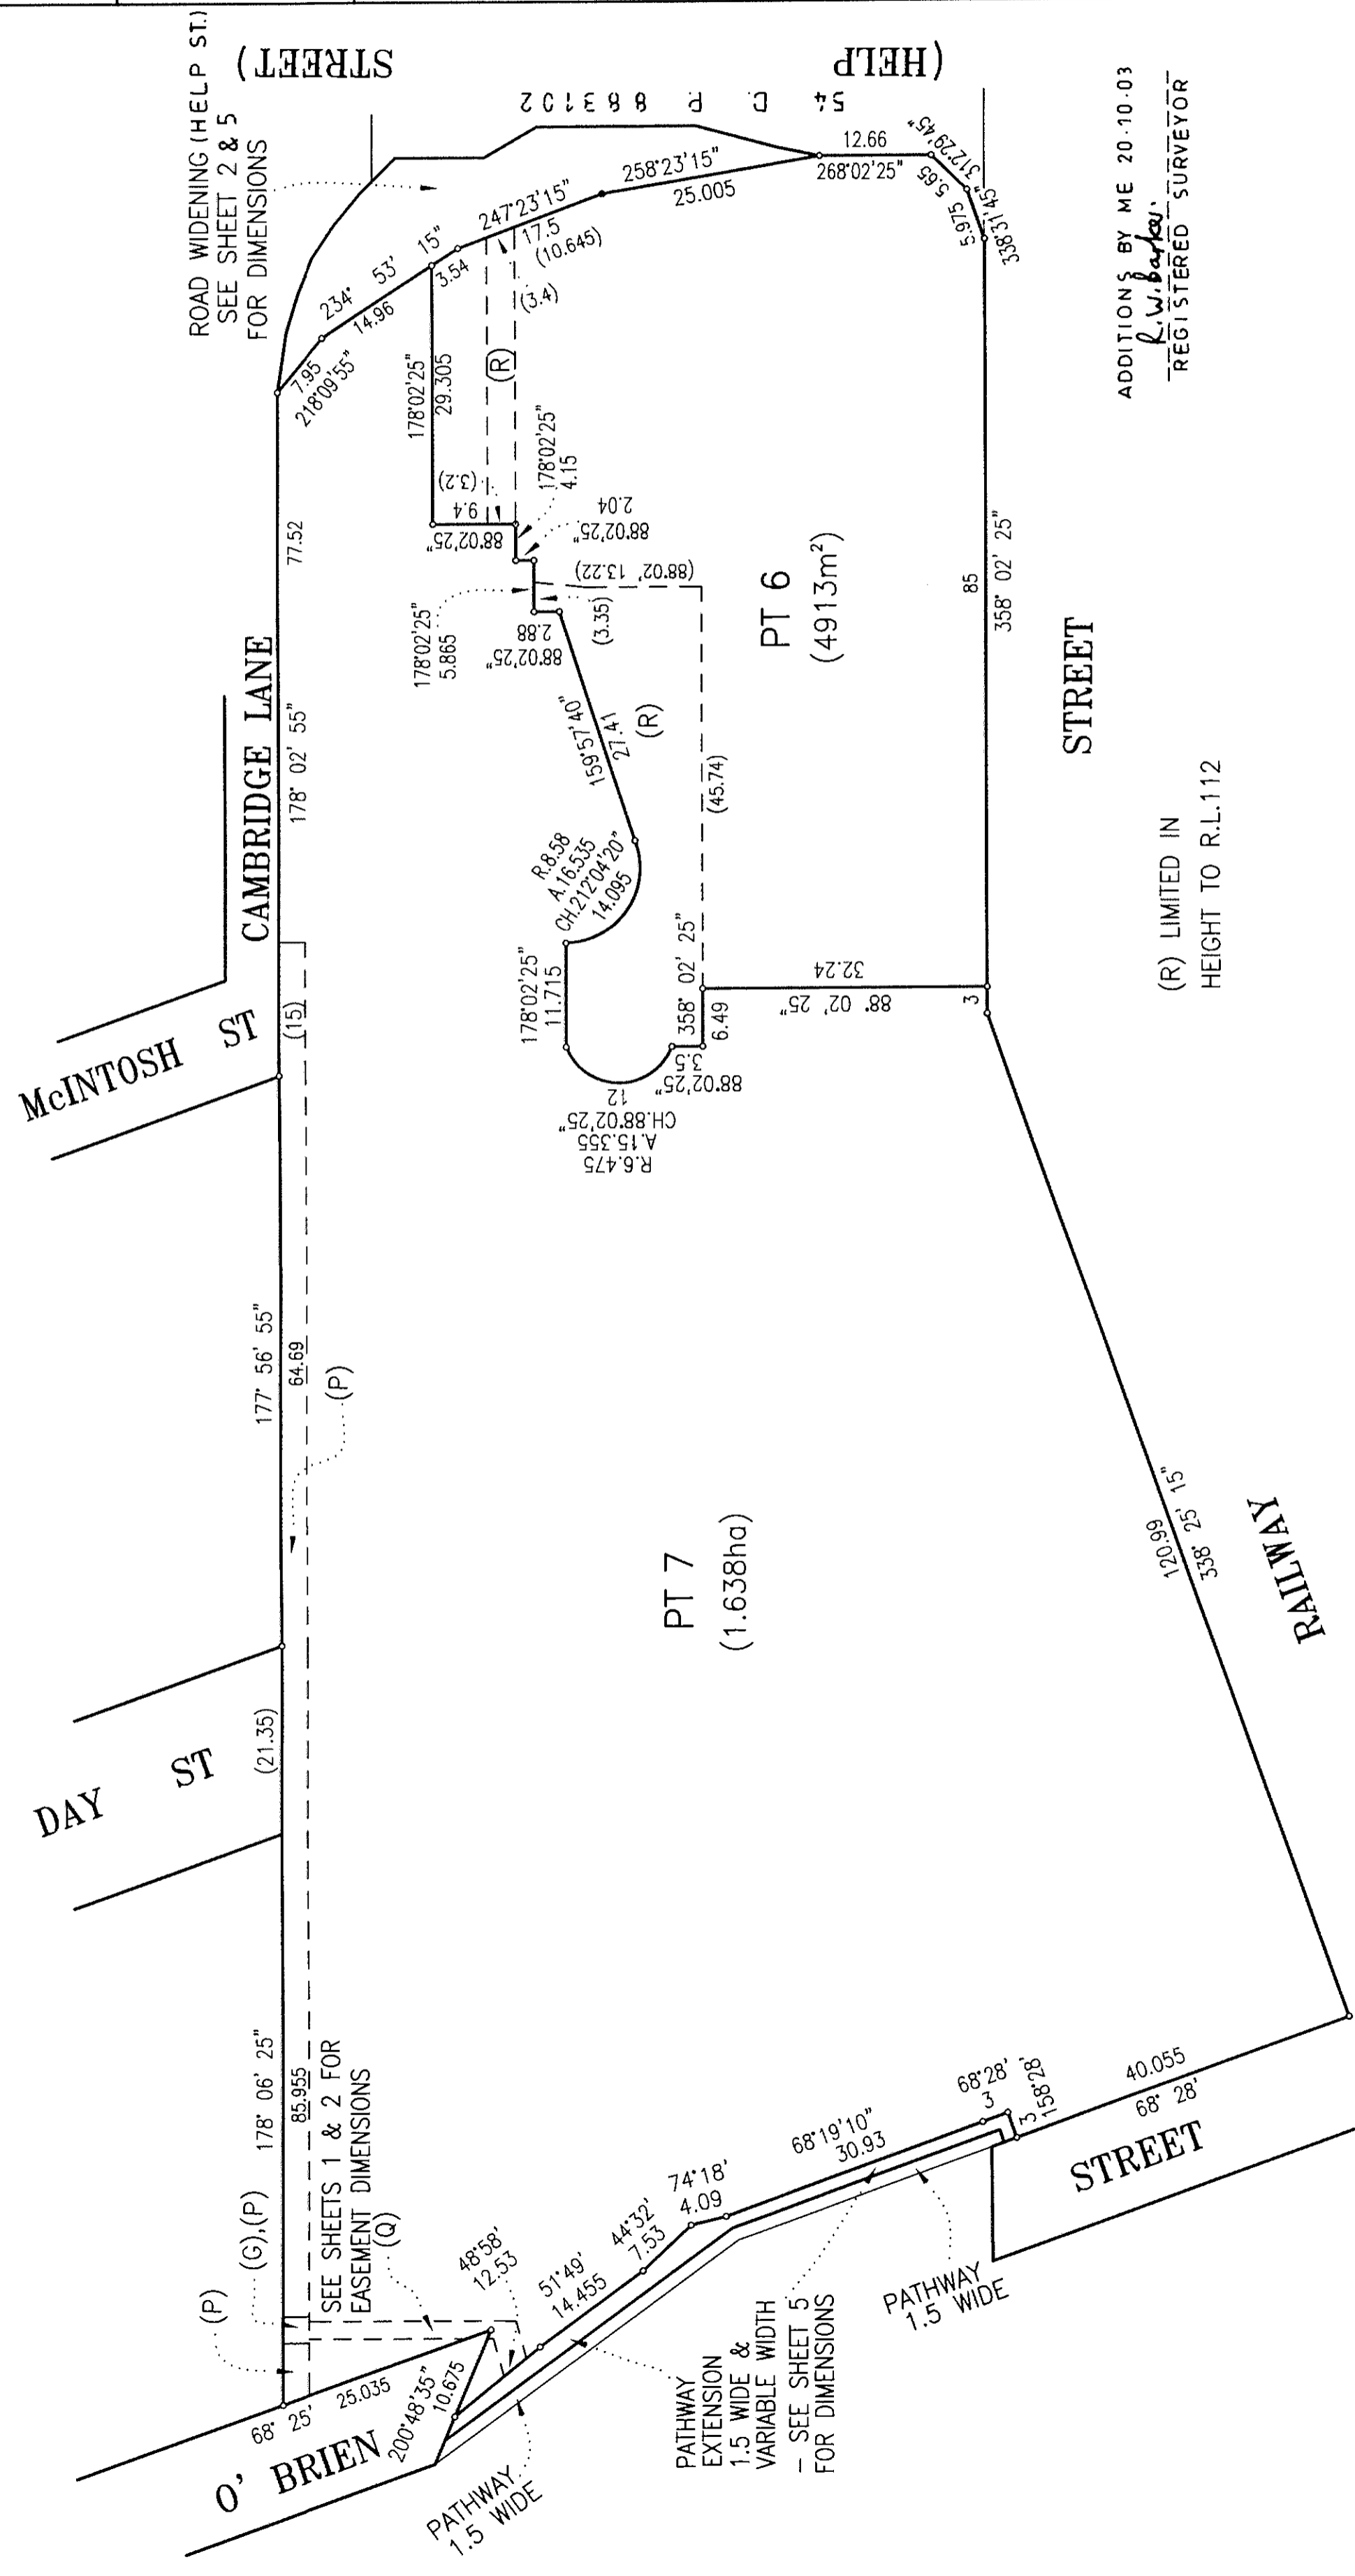 ROAD WIDENING (HELP ST.)
SEE SHEET 2 & 5
FOR DIMENSIONS
STREET)
(HELP
54 D. P. 883102
ADDITIONS BY ME 20·10·03
R.W.Barker.
REGISTERED SURVEYOR
7.95
218°09'55"
234° 53' 15"
14.96
3.54
247°23'15"
17.5
(10.645)
(3.4)
258°23'15"
25.005
12.66
268°02'25"
5.65
312°29'45"
5.975
338°31'45"
178°02'25"
29.305
(R)
(3.2)
9.4
88°02'25"
178°02'25"
4.15
2.04
88°02'25"
178°02'25"
5.865
(88°02' 13.22)
(3.35)
2.88
88°02'25"
159°57'40"
27.41
(R)
(45.74)
R.8.58
A.16.535
CH.212°04'20"
14.095
178°02'25"
11.715
12
CH.88°02'25"
A.15.355
R.6.475
3.5
88°02'25"
358° 02' 25"
6.49
32.24
88° 02' 25"
3
PT 6
(4913m²)
85
358° 02' 25"
STREET
(R) LIMITED IN
HEIGHT TO R.L.112
CAMBRIDGE LANE
77.52
178° 02' 55"
McINTOSH ST
(15)
177° 56' 55"
64.69
(P)
PT 7
(1.638ha)
120.99
338° 25' 15"
RAILWAY
DAY ST
(21.35)
178° 06' 25"
85.955
SEE SHEETS 1 & 2 FOR
EASEMENT DIMENSIONS
(G),(P)
(P)
(Q)
68° 25'
25.035
O' BRIEN
200°48'35"
10.675
48°58'
12.53
51°49'
14.455
44°32'
7.53
74°18'
4.09
68°19'10"
30.93
68°28'
3
3
158°28'
40.055
68° 28'
STREET
PATHWAY
1.5 WIDE
PATHWAY
EXTENSION
1.5 WIDE &
VARIABLE WIDTH
– SEE SHEET 5
FOR DIMENSIONS
PATHWAY
1.5 WIDE